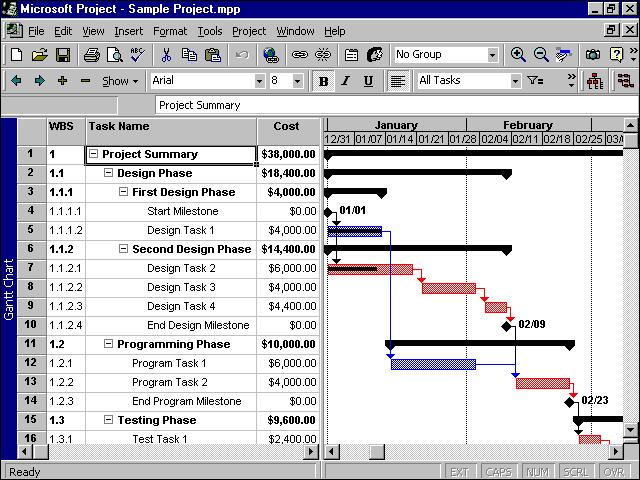 Microsoft Project - Sample Project.mpp
File Edit View Insert Format Tools Project Window Help
No Group
Show Arial 8 B I U All Tasks
Project Summary
WBS Task Name Cost January February
12/31 01/07 01/14 01/21 01/28 02/04 02/11 02/18 02/25 03/
1 1 Project Summary $38,000.00
2 1.1 Design Phase $18,400.00
3 1.1.1 First Design Phase $4,000.00
4 1.1.1.1 Start Milestone $0.00 01/01
5 1.1.1.2 Design Task 1 $4,000.00
6 1.1.2 Second Design Phase $14,400.00
7 1.1.2.1 Design Task 2 $6,000.00
8 1.1.2.2 Design Task 3 $4,000.00
9 1.1.2.3 Design Task 4 $4,400.00
10 1.1.2.4 End Design Milestone $0.00 02/09
11 1.2 Programming Phase $10,000.00
12 1.2.1 Program Task 1 $6,000.00
13 1.2.2 Program Task 2 $4,000.00
14 1.2.3 End Program Milestone $0.00 02/23
15 1.3 Testing Phase $9,600.00
16 1.3.1 Test Task 1 $2,400.00
Gantt Chart
Ready EXT CAPS NUM SCRL OVR